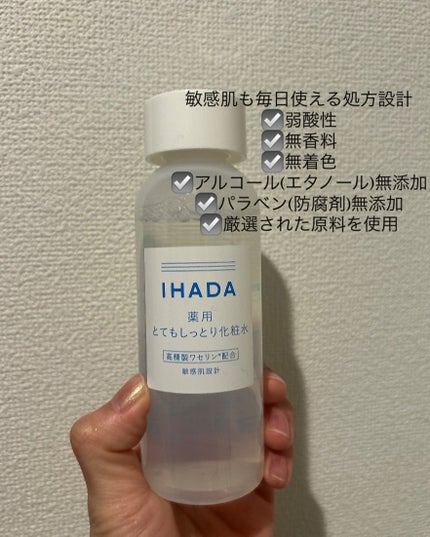 敏感肌も毎日使える処方設計
☑弱酸性
☑無香料
☑無着色
☑アルコール(エタノール)無添加
☑パラベン(防腐剤)無添加
☑厳選された原料を使用
IHADA
薬用
とてもしっとり化粧水
高精製ワセリン*配合
敏感肌設計